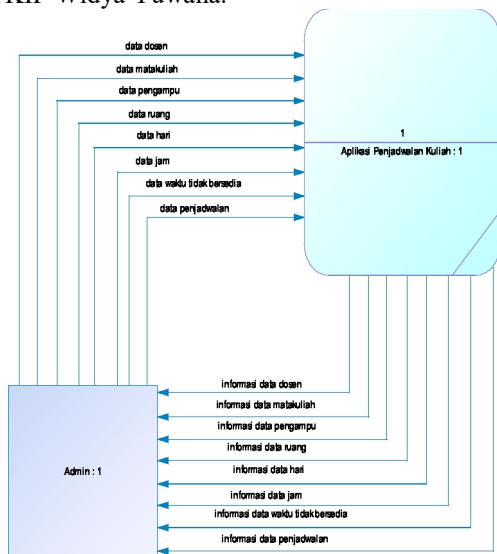 Widya Yuwana.
data dosen
data matakuliah
data pengampu
data ruang
data hari
data jam
data waktu tidak bersedia
data penjadwalan
1
Aplikasi Penjadwalan Kuliah : 1
informasi data dosen
informasi data matakuliah
informasi data pengampu
informasi data ruang
informasi data hari
informasi data jam
informasi data waktu tidak bersedia
informasi data penjadwalan
Admin : 1